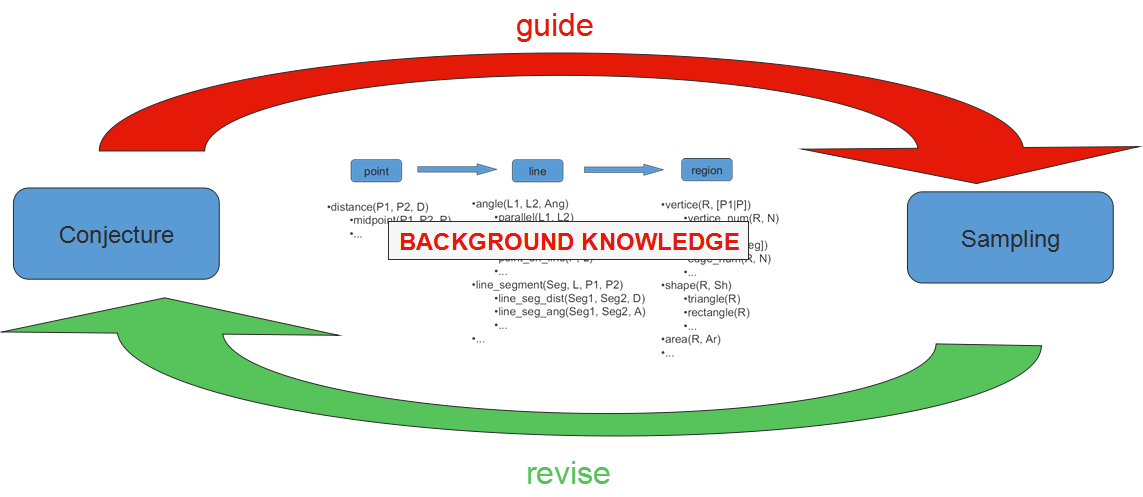 guide
Conjecture
Sampling
point
line
region
•distance(P1, P2, D)
•midpoint(P1, P2, P)
•...
•angle(L1, L2, Ang)
•parallel(L1, L2)
•...
•line_segment(Seg, L, P1, P2)
•line_seg_dist(Seg1, Seg2, D)
•line_seg_ang(Seg1, Seg2, A)
•...
•...
•vertice(R, [P1|P])
•vertice_num(R, N)
edge_num(R, N)
•...
•shape(R, Sh)
•triangle(R)
•rectangle(R)
•...
•area(R, Ar)
•...
BACKGROUND KNOWLEDGE
revise